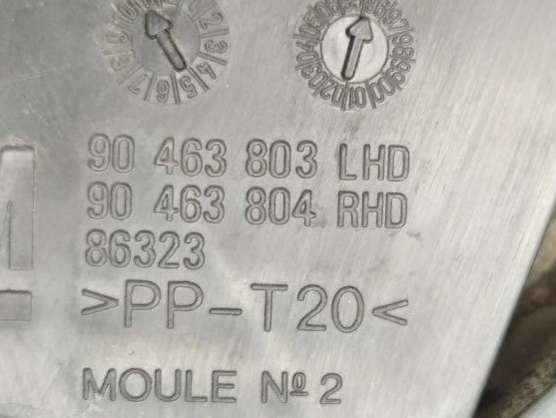 90 463 803 LHD
90 463 804 RHD
86323
>PP-T20<
MOULE Nº 2